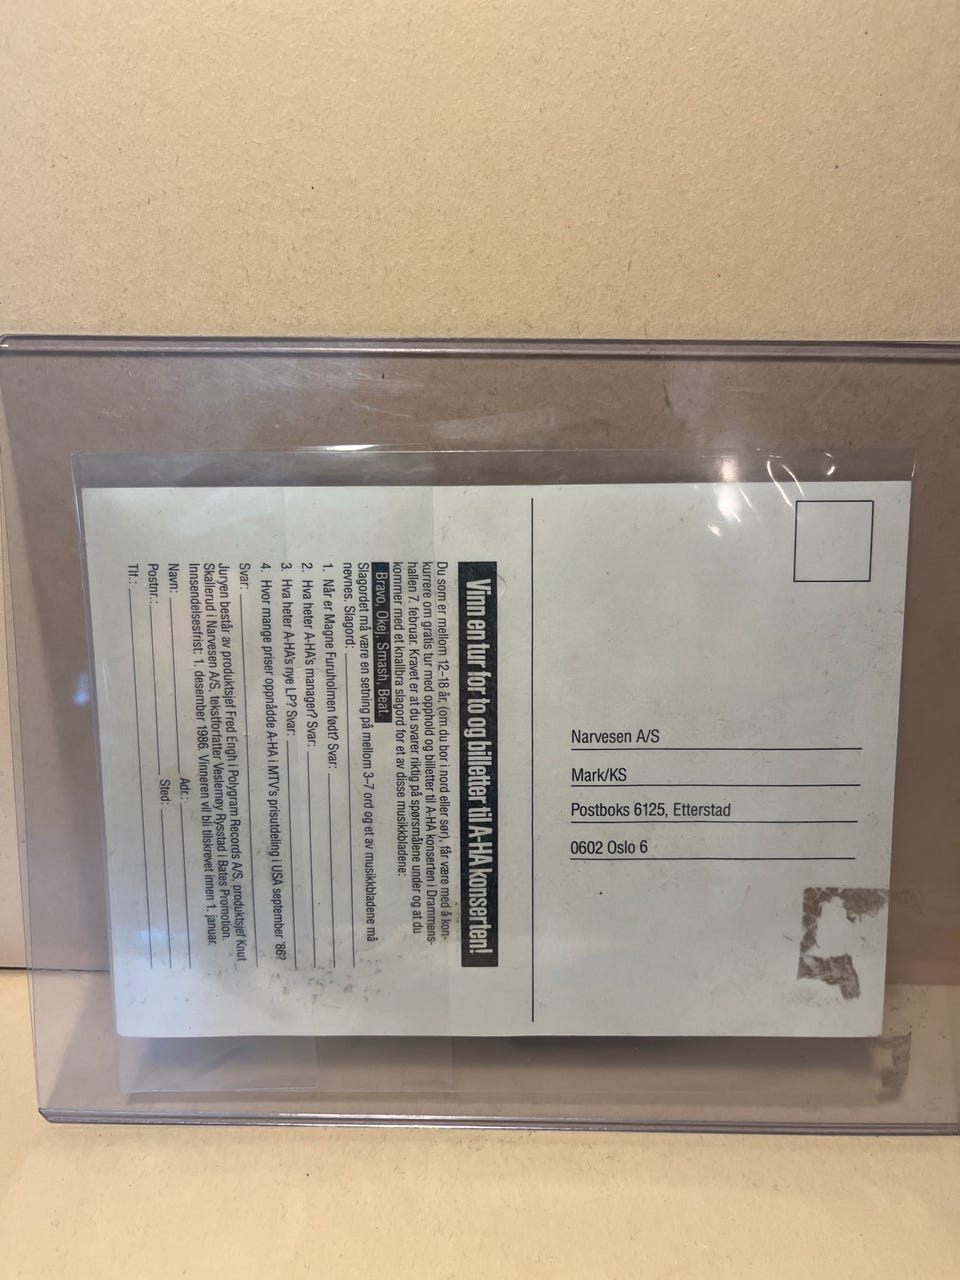 Vinn en tur for to og billetter til A-HA konserten!
Du som er mellom 12-18 år, (om du bor i nord eller sør), får være med å kon-
kurrere om gratis tur med opphold og billetter til A-HA konserten i Drammens-
hallen 7. februar. Kravet er at du svarer riktig på spørsmålene under og at du
kommer med et knallbra slagord for et av disse musikkbladene:
Bravo, Okej, Smash, Beat.
Slagordet må være en setning på mellom 3-7 ord og et av musikkbladene må
nevnes. Slagord:
1. Når er Magne Furuholmen født? Svar:
2. Hva heter A-HA's manager? Svar:
3. Hva heter A-HA's nye LP? Svar:
4. Hvor mange priser oppnådde A-HA i MTV's prisutdeling i USA september '86?
Svar:
Juryen består av produktsjef Fred Engh i Polygram Records A/S, produktsjef Knut
Skallerud i Narvesen A/S, tekstforfatter Veslemøy Rysstad i Bates Promotion.
Innsendelsesfrist: 1. desember 1986. Vinneren vil bli tilskrevet innen 1. januar.
Navn: Adr.:
Postnr.: Sted:
Tlf.:
Narvesen A/S
Mark/KS
Postboks 6125, Etterstad
0602 Oslo 6